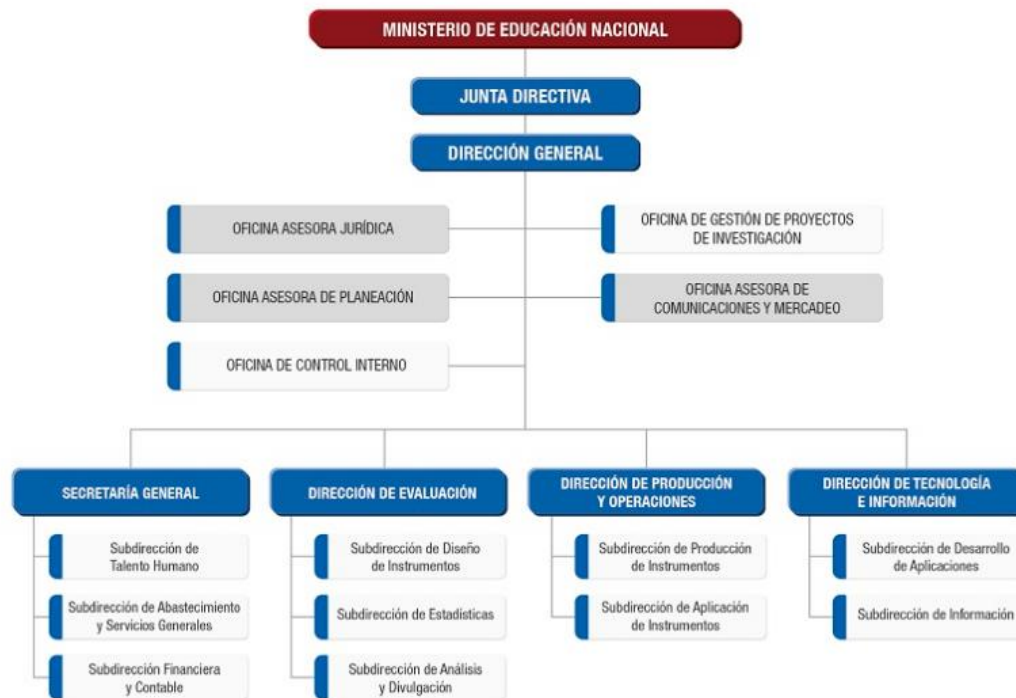 MINISTERIO DE EDUCACIÓN NACIONAL
JUNTA DIRECTIVA
DIRECCIÓN GENERAL
OFICINA ASESORA JURÍDICA
OFICINA DE GESTIÓN DE PROYECTOS
DE INVESTIGACIÓN
OFICINA ASESORA DE PLANEACIÓN
OFICINA ASESORA DE
COMUNICACIONES Y MERCADEO
OFICINA DE CONTROL INTERNO
SECRETARÍA GENERAL
Subdirección de
Talento Humano
Subdirección de Abastecimiento
y Servicios Generales
Subdirección Financiera
y Contable
DIRECCIÓN DE EVALUACIÓN
Subdirección de Diseño
de Instrumentos
Subdirección de Estadísticas
Subdirección de Análisis
y Divulgación
DIRECCIÓN DE PRODUCCIÓN
Y OPERACIONES
Subdirección de Producción
de Instrumentos
Subdirección de Aplicación
de Instrumentos
DIRECCIÓN DE TECNOLOGÍA
E INFORMACIÓN
Subdirección de Desarrollo
de Aplicaciones
Subdirección de Información